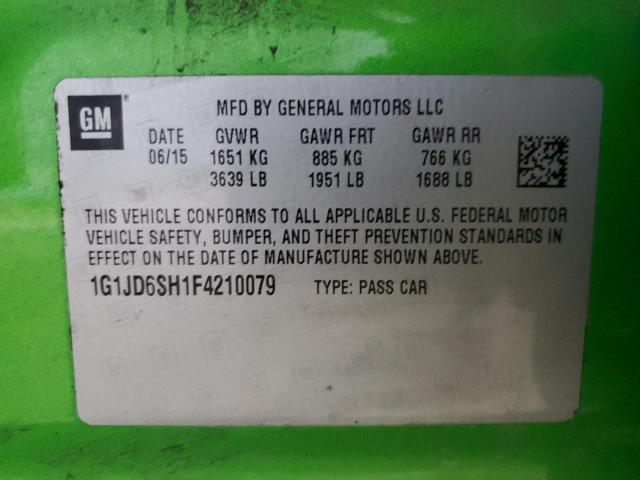 GM®
MFD BY GENERAL MOTORS LLC
DATE GVWR GAWR FRT GAWR RR
06/15 1651 KG 885 KG 766 KG
3639 LB 1951 LB 1688 LB
THIS VEHICLE CONFORMS TO ALL APPLICABLE U.S. FEDERAL MOTOR
VEHICLE SAFETY, BUMPER, AND THEFT PREVENTION STANDARDS IN
EFFECT ON THE DATE OF MANUFACTURE SHOWN ABOVE.
1G1JD6SH1F4210079 TYPE: PASS CAR